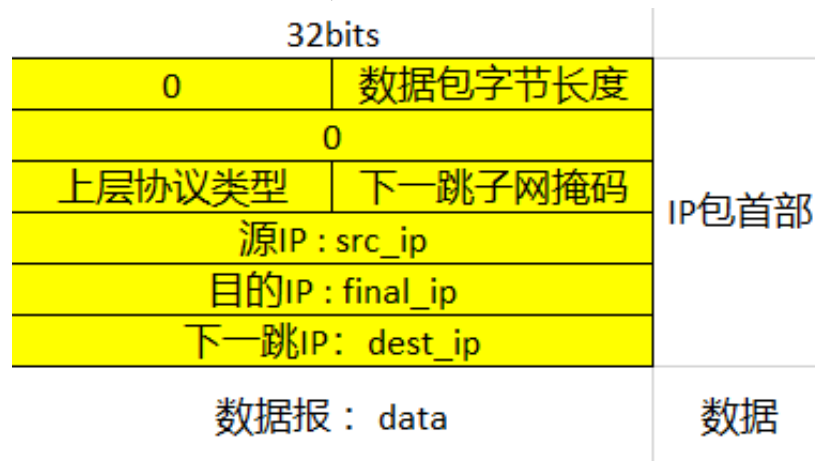 32bits
0 数据包字节长度
0
上层协议类型 下一跳子网掩码
IP包首部
源IP : src_ip
目的IP : final_ip
下一跳IP： dest_ip
数据报 ： data 数据